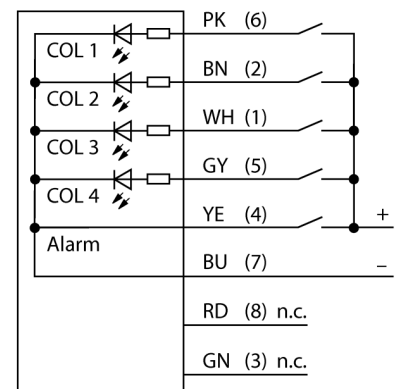 PK (6)
COL 1
BN (2)
COL 2
WH (1)
COL 3
GY (5)
COL 4
YE (4)
+
Alarm
BU (7)
–
RD (8) n.c.
GN (3) n.c.